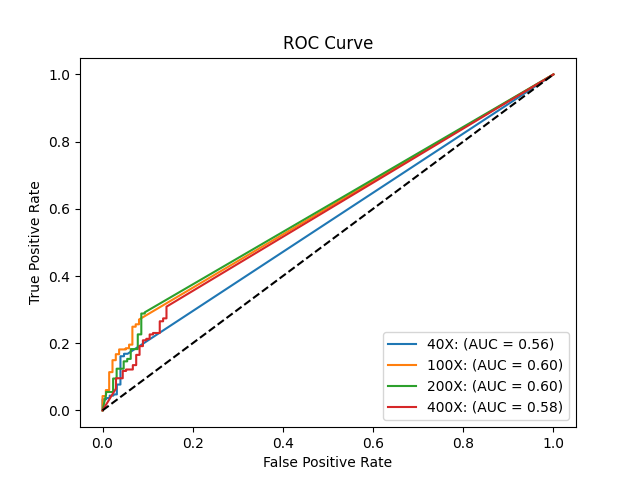 ROC Curve
1.0
0.8
0.6
0.4
0.2
0.0
True Positive Rate
0.0 0.2 0.4 0.6 0.8 1.0
False Positive Rate
40X: (AUC = 0.56)
100X: (AUC = 0.60)
200X: (AUC = 0.60)
400X: (AUC = 0.58)